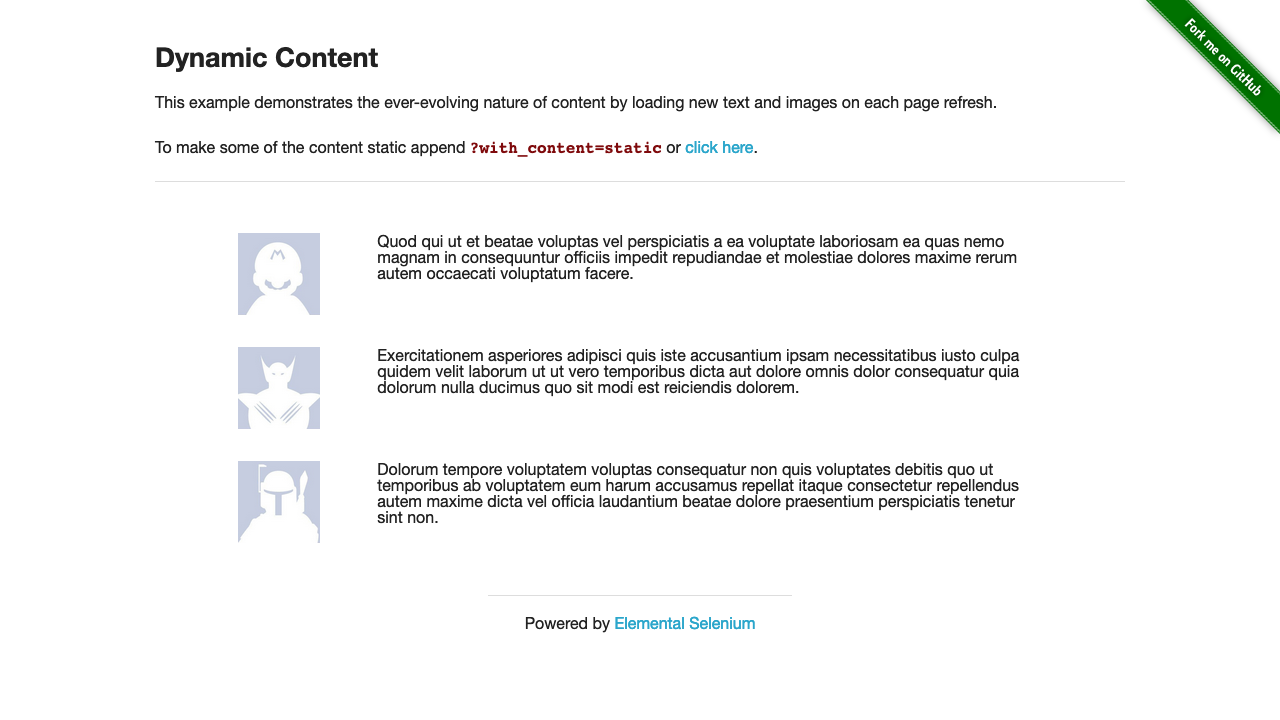 Fork me on GitHub
Dynamic Content
This example demonstrates the ever-evolving nature of content by loading new text and images on each page refresh.
To make some of the content static append ?with_content=static or click here.
Quod qui ut et beatae voluptas vel perspiciatis a ea voluptate laboriosam ea quas nemo
magnam in consequuntur officiis impedit repudiandae et molestiae dolores maxime rerum
autem occaecati voluptatum facere.
Exercitationem asperiores adipisci quis iste accusantium ipsam necessitatibus iusto culpa
quidem velit laborum ut ut vero temporibus dicta aut dolore omnis dolor consequatur quia
dolorum nulla ducimus quo sit modi est reiciendis dolorem.
Dolorum tempore voluptatem voluptas consequatur non quis voluptates debitis quo ut
temporibus ab voluptatem eum harum accusamus repellat itaque consectetur repellendus
autem maxime dicta vel officia laudantium beatae dolore praesentium perspiciatis tenetur
sint non.
Powered by Elemental Selenium